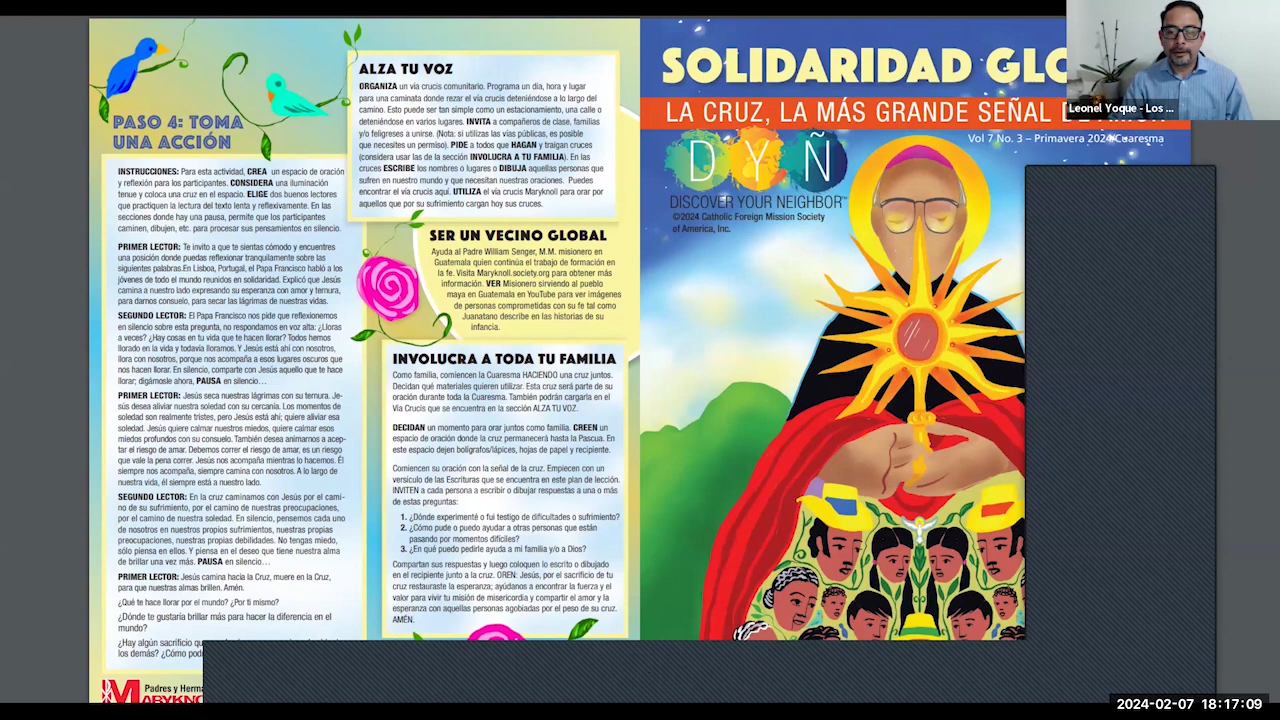 PASO 4: TOMA
UNA ACCIÓN
INSTRUCCIONES: Para esta actividad, CREA un espacio de oración
y reflexión para los participantes. CONSIDERA una iluminación
tenue y coloca una cruz en el espacio. ELIGE dos buenos lectores
que practiquen la lectura del texto lenta y reflexivamente. En las
secciones donde hay una pausa, permite que los participantes
caminen, dibujen, etc. para procesar sus pensamientos en silencio.
PRIMER LECTOR: Te invito a que te sientas cómodo y encuentres
una posición donde puedas reflexionar tranquilamente sobre las
siguientes palabras.En Lisboa, Portugal, el Papa Francisco habló a los
jóvenes de todo el mundo reunidos en solidaridad. Explicó que Jesús
camina a nuestro lado expresando su esperanza con amor y ternura,
para darnos consuelo, para secar las lágrimas de nuestras vidas.
SEGUNDO LECTOR: El Papa Francisco nos pide que reflexionemos
en silencio sobre esta pregunta, no respondamos en voz alta: ¿Lloras
a veces? ¿Hay cosas en tu vida que te hacen llorar? Todos hemos
llorado en la vida y todavía lloramos. Y Jesús está ahí con nosotros,
llora con nosotros, porque nos acompaña a esos lugares oscuros que
nos hacen llorar. En silencio, comparte con Jesús aquello que te hace
llorar; digámosle ahora, PAUSA en silencio…
PRIMER LECTOR: Jesús seca nuestras lágrimas con su ternura. Je-
sús desea aliviar nuestra soledad con su cercanía. Los momentos de
soledad son realmente tristes, pero Jesús está ahí; quiere aliviar esa
soledad. Jesús quiere calmar nuestros miedos, quiere calmar esos
miedos profundos con su consuelo. También desea animarnos a acep-
tar el riesgo de amar. Debemos correr el riesgo de amar, es un riesgo
que vale la pena correr. Jesús nos acompaña mientras lo hacemos. Él
siempre nos acompaña, siempre camina con nosotros. A lo largo de
nuestra vida, él siempre está a nuestro lado.
SEGUNDO LECTOR: En la cruz caminamos con Jesús por el cami-
no de su sufrimiento, por el camino de nuestras preocupaciones,
por el camino de nuestra soledad. En silencio, pensemos cada uno
de nosotros en nuestros propios sufrimientos, nuestras propias
preocupaciones, nuestras propias debilidades. No tengas miedo,
sólo piensa en ellos. Y piensa en el deseo que tiene nuestra alma
de brillar una vez más. PAUSA en silencio…
PRIMER LECTOR: Jesús camina hacia la Cruz, muere en la Cruz,
para que nuestras almas brillen. Amén.
¿Qué te hace llorar por el mundo? ¿Por ti mismo?
¿Dónde te gustaría brillar más para hacer la diferencia en el
mundo?
¿Hay algún sacrificio
los demás? ¿Cómo
Padres y
MARYKNO
ALZA TU VOZ
ORGANIZA un vía crucis comunitario. Programa un día, hora y lugar
para una caminata donde rezar el vía crucis deteniéndose a lo largo del
camino. Esto puede ser tan simple como un estacionamiento, una calle o
deteniéndose en varios lugares. INVITA a compañeros de clase, familias
y/o feligreses a unirse. (Nota: si utilizas las vías públicas, es posible
que necesites un permiso). PIDE a todos que HAGAN y traigan cruces
(considera usar las de la sección INVOLUCRA A TU FAMILIA). En las
cruces ESCRIBE los nombres o lugares o DIBUJA aquellas personas que
sufren en nuestro mundo y que necesitan nuestras oraciones. Puedes
encontrar el vía crucis aquí. UTILIZA el vía crucis Maryknoll para orar por
aquellos que por su sufrimiento cargan hoy sus cruces.
SER UN VECINO GLOBAL
Ayuda al Padre William Senger, M.M. misionero en
Guatemala quien continúa el trabajo de formación en
la fe. Visita Maryknoll.society.org para obtener más
información. VER Misionero sirviendo al pueblo
maya en Guatemala en YouTube para ver imágenes
de personas comprometidas con su fe tal como
Juanatano describe en las historias de su
infancia.
INVOLUCRA A TODA TU FAMILIA
Como familia, comiencen la Cuaresma HACIENDO una cruz juntos.
Decidan qué materiales quieren utilizar. Esta cruz será parte de su
oración durante toda la Cuaresma. También podrán cargarla en el
Vía Crucis que se encuentra en la sección ALZA TU VOZ.
DECIDAN un momento para orar juntos como familia. CREEN un
espacio de oración donde la cruz permanecerá hasta la Pascua. En
este espacio dejen bolígrafos/lápices, hojas de papel y recipiente.
Comiencen su oración con la señal de la cruz. Empiecen con un
versículo de las Escrituras que se encuentra en este plan de lección.
INVITEN a cada persona a escribir o dibujar respuestas a una o más
de estas preguntas:
1. ¿Dónde experimenté o fui testigo de dificultades o sufrimiento?
2. ¿Cómo pude o puedo ayudar a otras personas que están
pasando por momentos difíciles?
3. ¿En qué puedo pedirle ayuda a mi familia y/o a Dios?
Compartan sus respuestas y luego coloquen lo escrito o dibujado
en el recipiente junto a la cruz. OREN: Jesús, por el sacrificio de tu
cruz restauraste la esperanza; ayúdanos a encontrar la fuerza y el
valor para vivir tu misión de misericordia y compartir el amor y la
esperanza con aquellas personas agobiadas por el peso de su cruz.
AMÉN.
SOLIDARIDAD GLO
LA CRUZ, LA MÁS GRANDE SEÑAL
Vol 7 No. 3 – Primavera 2024 Cuaresma
DYÑ
DISCOVER YOUR NEIGHBOR™
©2024 Catholic Foreign Mission Society
of America, Inc.
Leonel Yoque - Los ...
2024-02-07 18:17:09